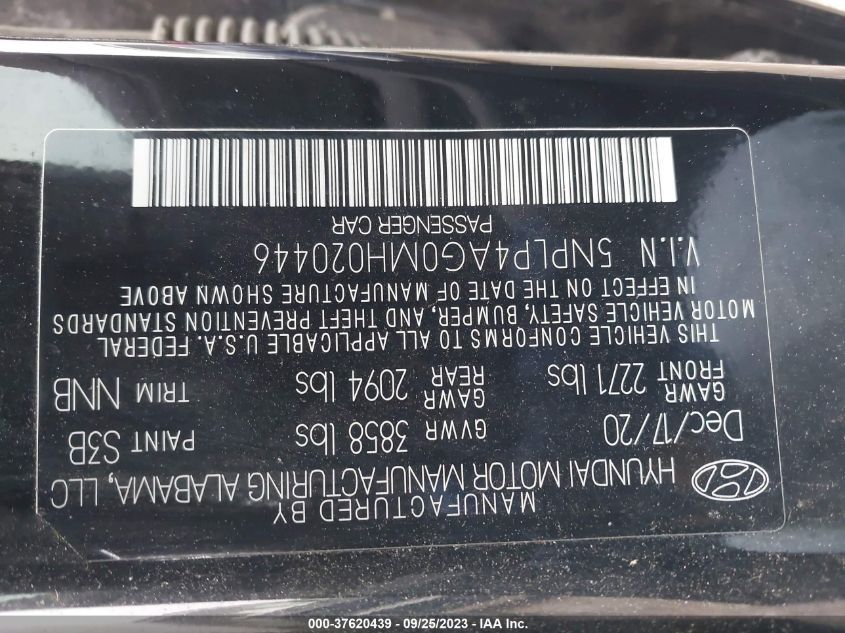 MANUFACTURED BY
HYUNDAI MOTOR MANUFACTURING ALABAMA, LLC
Dec/17/20 GVWR 3858 lbs PAINT S3B
GAWR FRONT 2271 lbs GAWR REAR 2094 lbs TRIM NNB
THIS VEHICLE CONFORMS TO ALL APPLICABLE U.S.A. FEDERAL
MOTOR VEHICLE SAFETY, BUMPER, AND THEFT PREVENTION STANDARDS
IN EFFECT ON THE DATE OF MANUFACTURE SHOWN ABOVE
V.I.N 5NPLP4AG0MH020446
PASSENGER CAR
000-37620439 - 09/25/2023 - IAA Inc.